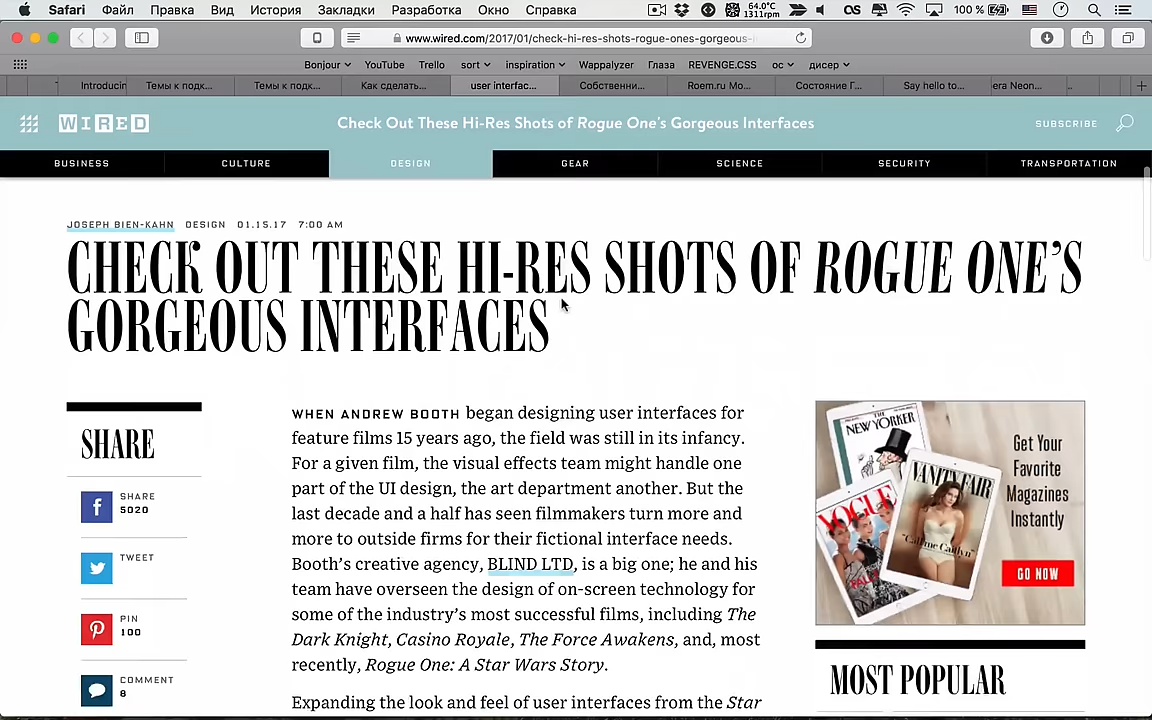 Safari Файл Правка Вид История Закладки Разработка Окно Справка 64.0°C 1311rpm 100 %
www.wired.com/2017/01/check-hi-res-shots-rogue-ones-gorgeous-
Bonjour YouTube Trello sort inspiration Wappalyzer Глаза REVENGE.CSS ос дисер
Introducin Темы к подк... Темы к подк... Как сделать... user interfac... Собственни... Roem.ru Mo... Состояние Г... Say hello to... era Neon...
WIRED Check Out These Hi-Res Shots of Rogue One's Gorgeous Interfaces SUBSCRIBE
BUSINESS CULTURE DESIGN GEAR SCIENCE SECURITY TRANSPORTATION
JOSEPH BIEN-KAHN DESIGN 01.15.17 7:00 AM
CHECK OUT THESE HI-RES SHOTS OF ROGUE ONE'S
GORGEOUS INTERFACES
SHARE
SHARE
5020
TWEET
PIN
100
COMMENT
8
WHEN ANDREW BOOTH began designing user interfaces for
feature films 15 years ago, the field was still in its infancy.
For a given film, the visual effects team might handle one
part of the UI design, the art department another. But the
last decade and a half has seen filmmakers turn more and
more to outside firms for their fictional interface needs.
Booth's creative agency, BLIND LTD, is a big one; he and his
team have overseen the design of on-screen technology for
some of the industry's most successful films, including The
Dark Knight, Casino Royale, The Force Awakens, and, most
recently, Rogue One: A Star Wars Story.
Expanding the look and feel of user interfaces from the Star
THE
NEW YORKER
VANITY FAIR
VOGUE
"Call me Caitlyn"
Get Your
Favorite
Magazines
Instantly
GO NOW
MOST POPULAR